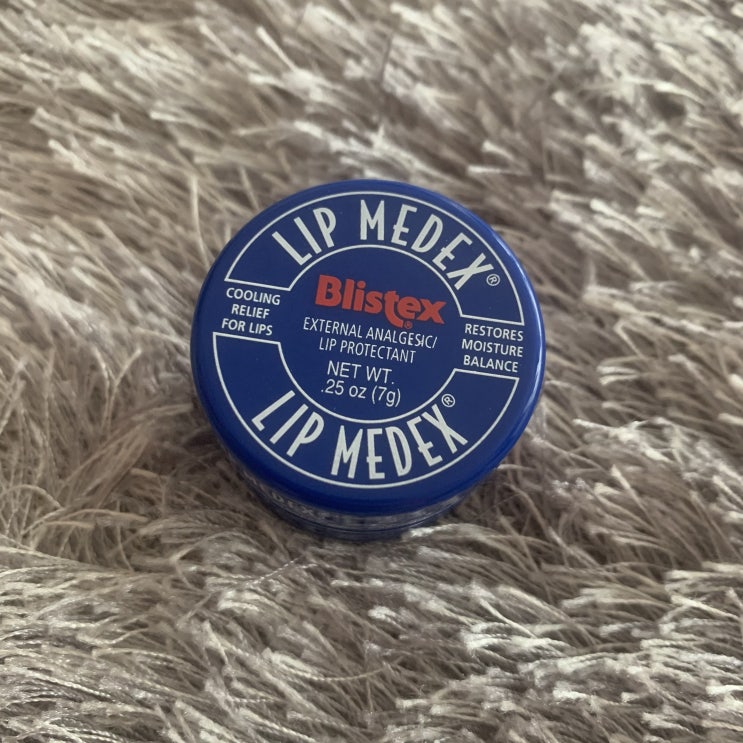 LIP MEDEX®
Blistex®
EXTERNAL ANALGESIC/
LIP PROTECTANT
NET WT.
.25 oz (7g)
COOLING
RELIEF
FOR LIPS
RESTORES
MOISTURE
BALANCE
LIP MEDEX®